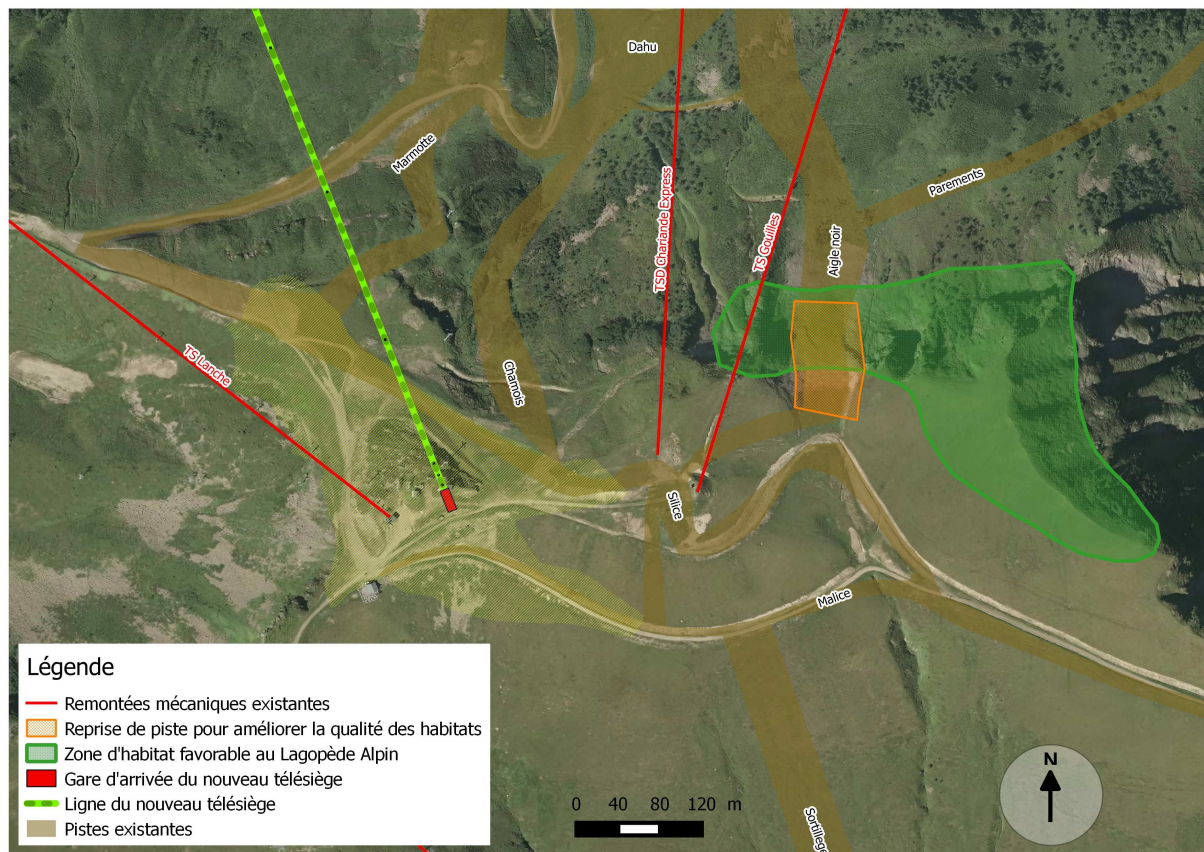 Dahu
Marmotte
TSD Charlande Express
TS Gouilles
Aigle noir
Parements
TS Lanche
Chamois
Silice
Malice
Sortilège
Légende
Remontées mécaniques existantes
Reprise de piste pour améliorer la qualité des habitats
Zone d'habitat favorable au Lagopède Alpin
Gare d'arrivée du nouveau télésiège
Ligne du nouveau télésiège
Pistes existantes
0 40 80 120 m
N